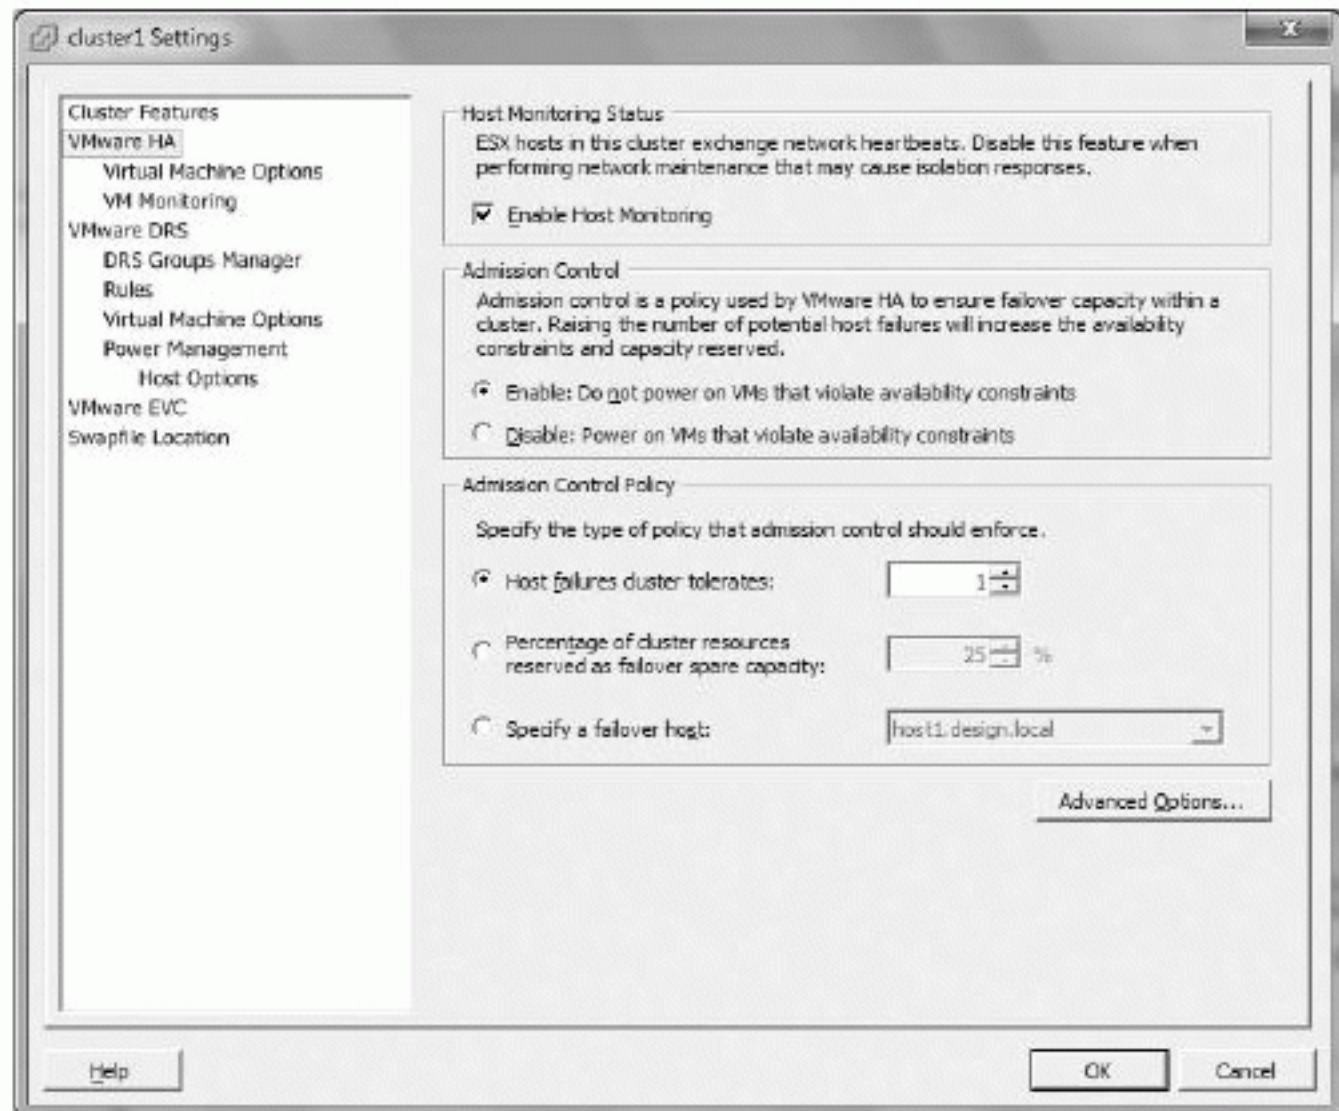 cluster1 Settings
Cluster Features
VMware HA
Virtual Machine Options
VM Monitoring
VMware DRS
DRS Groups Manager
Rules
Virtual Machine Options
Power Management
Host Options
VMware EVC
Swapfile Location
Host Monitoring Status
ESX hosts in this cluster exchange network heartbeats. Disable this feature when
performing network maintenance that may cause isolation responses.
Enable Host Monitoring
Admission Control
Admission control is a policy used by VMware HA to ensure failover capacity within a
cluster. Raising the number of potential host failures will increase the availability
constraints and capacity reserved.
Enable: Do not power on VMs that violate availability constraints
Disable: Power on VMs that violate availability constraints
Admission Control Policy
Specify the type of policy that admission control should enforce.
Host failures cluster tolerates: 1
Percentage of cluster resources
reserved as failover spare capacity: 25 %
Specify a failover host: host1.design.local
Advanced Options...
Help
OK
Cancel